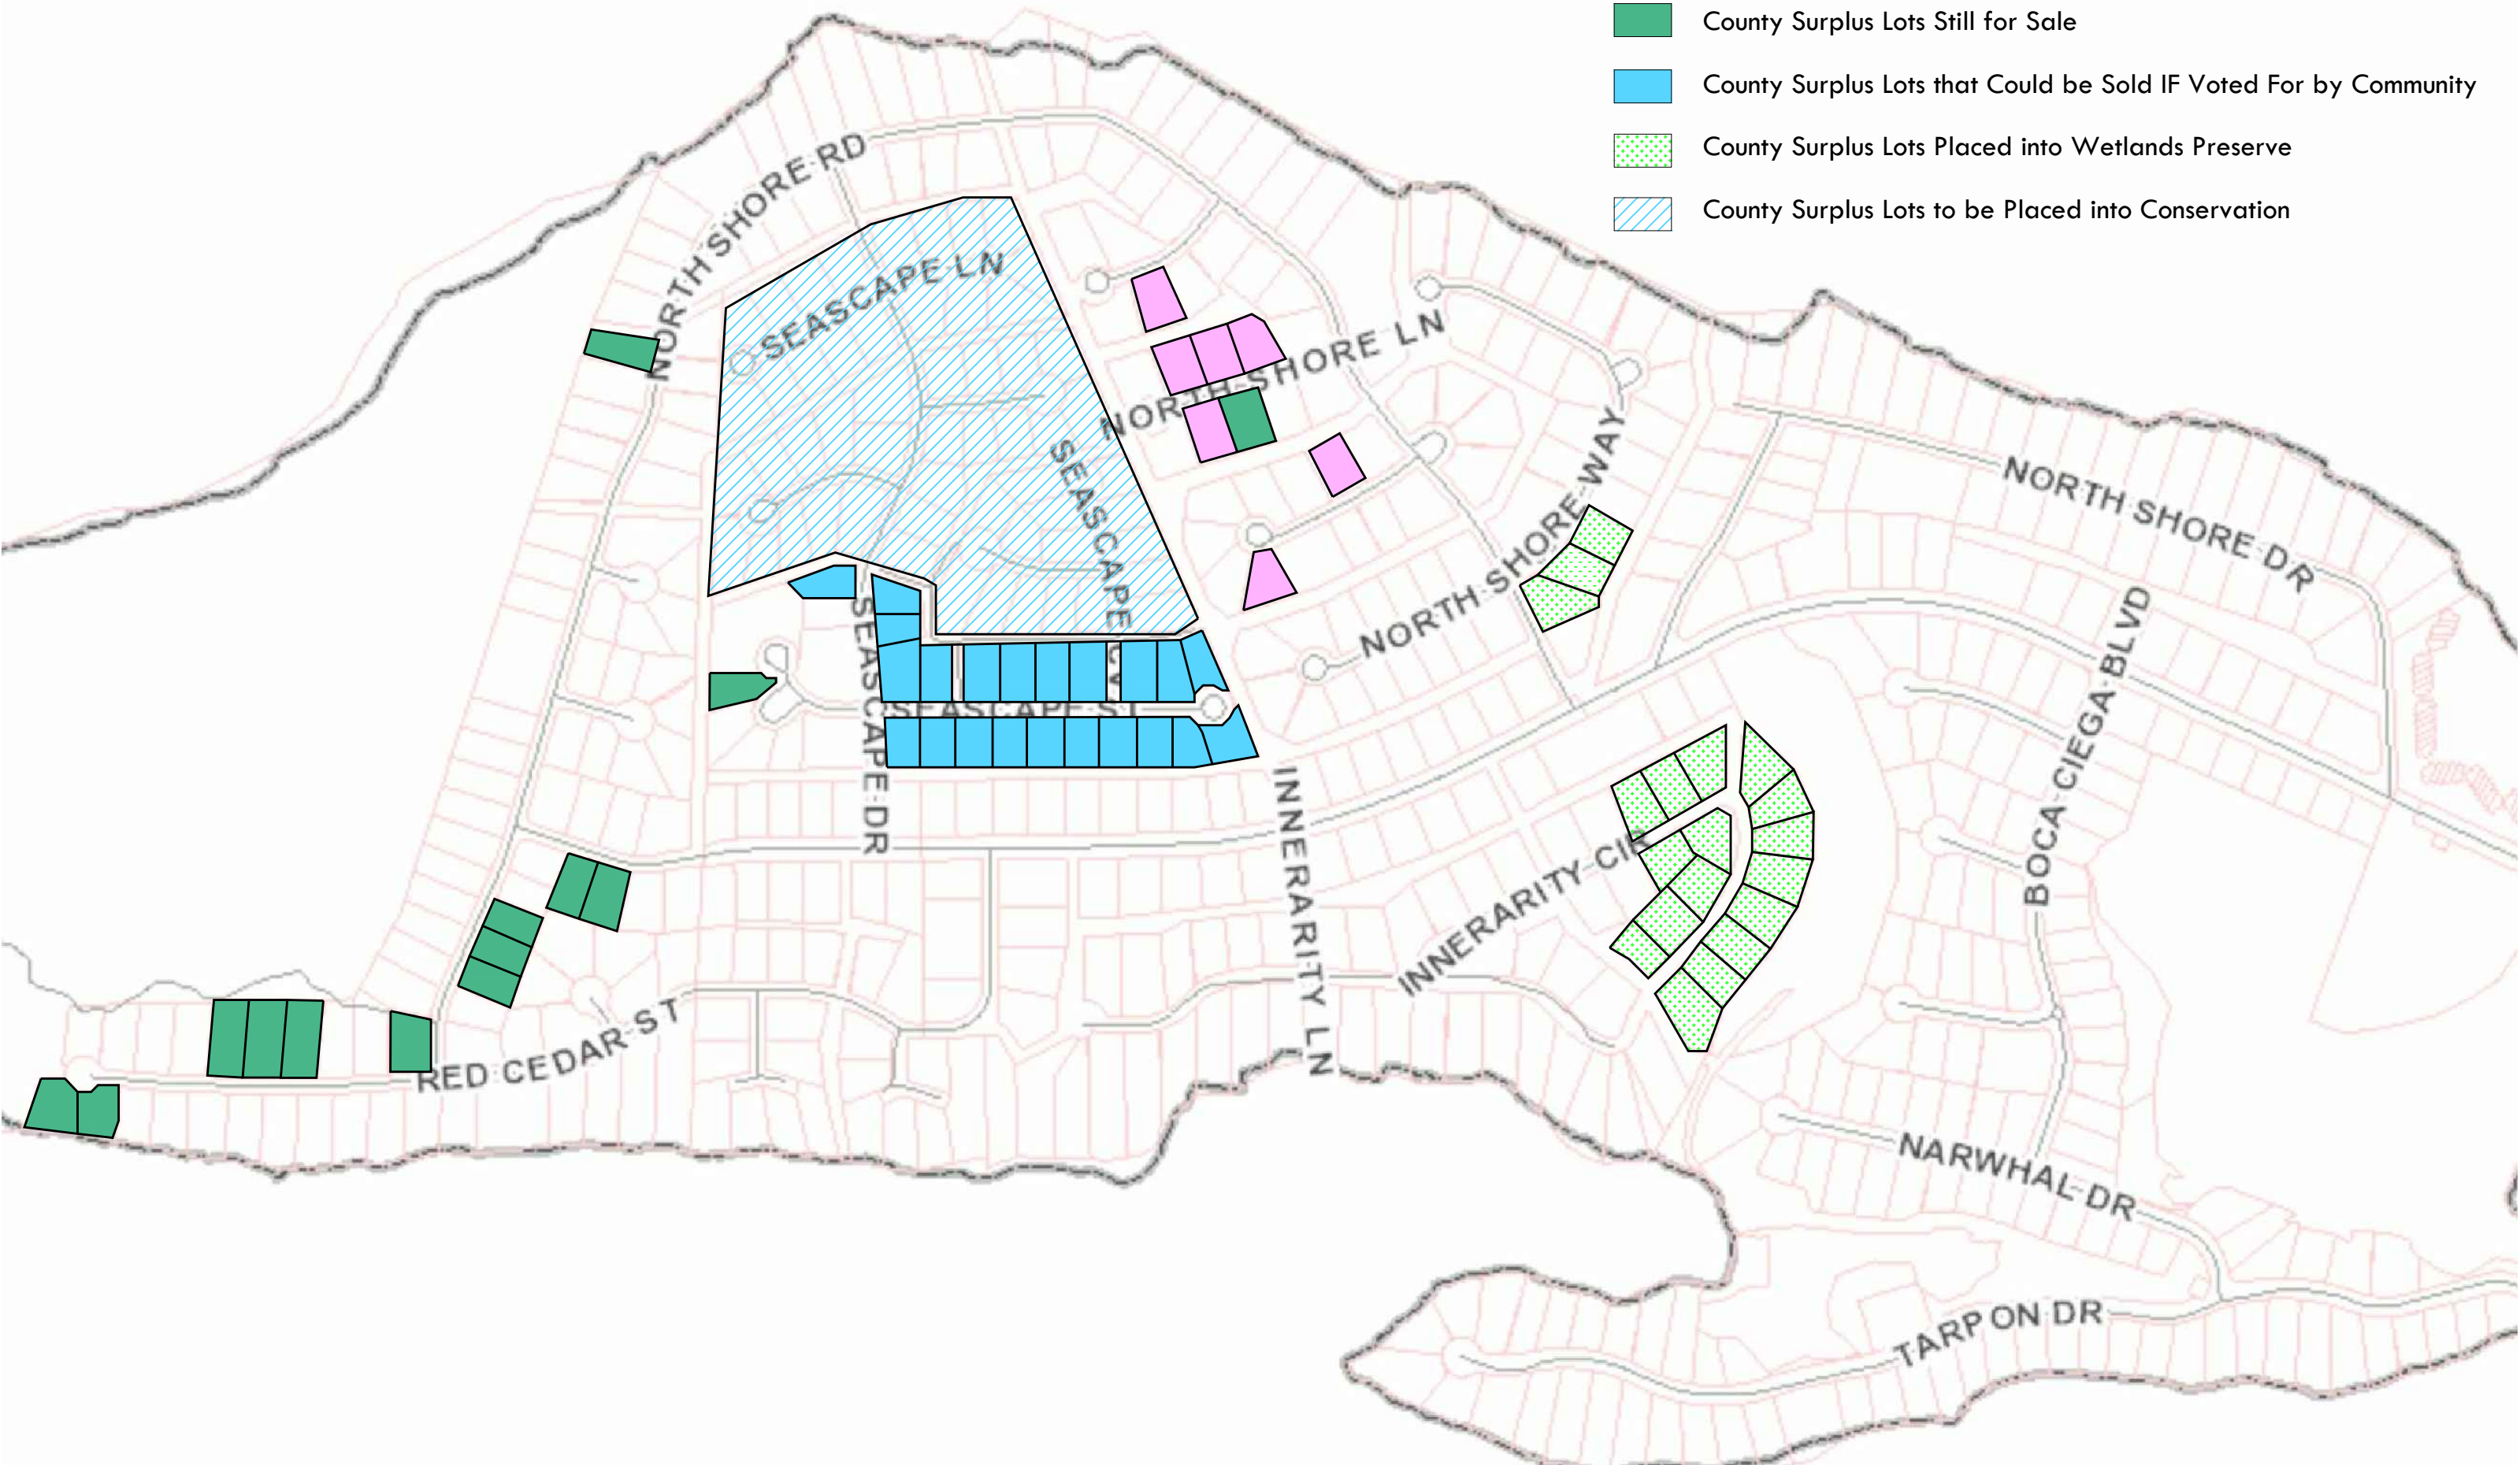 County Surplus Lots Still for Sale
County Surplus Lots that Could be Sold IF Voted For by Community
County Surplus Lots Placed into Wetlands Preserve
County Surplus Lots to be Placed into Conservation
NORTH SHORE RD
SEASCAPE LN
NORTH SHORE LN
SEASCAPE CV
NORTH SHORE WAY
NORTH SHORE DR
SEASCAPE DR
SEASCAPE ST
BOCA CIEGA BLVD
INNERARITY LN
INNERARITY CIR
RED CEDAR ST
NARWHAL DR
TARPON DR